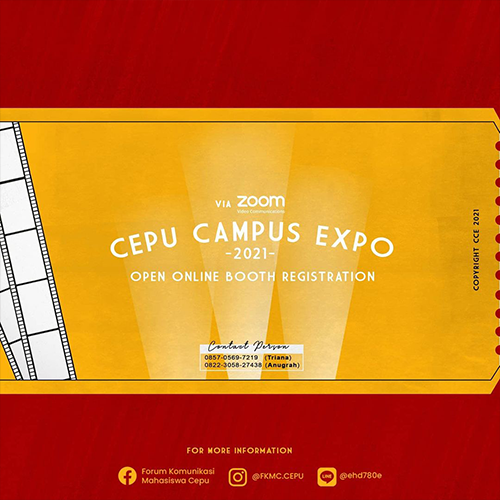 VIA zoom
Video Communications
CEPU CAMPUS EXPO
-2021-
OPEN ONLINE BOOTH REGISTRATION
COPYRIGHT CCE 2021
Contact Person
0857-0569-7219 (Triana)
0822-3058-27438 (Anugrah)
FOR MORE INFORMATION
Forum Komunikasi
Mahasiswa Cepu
@FKMC.CEPU
LINE
@ehd780e